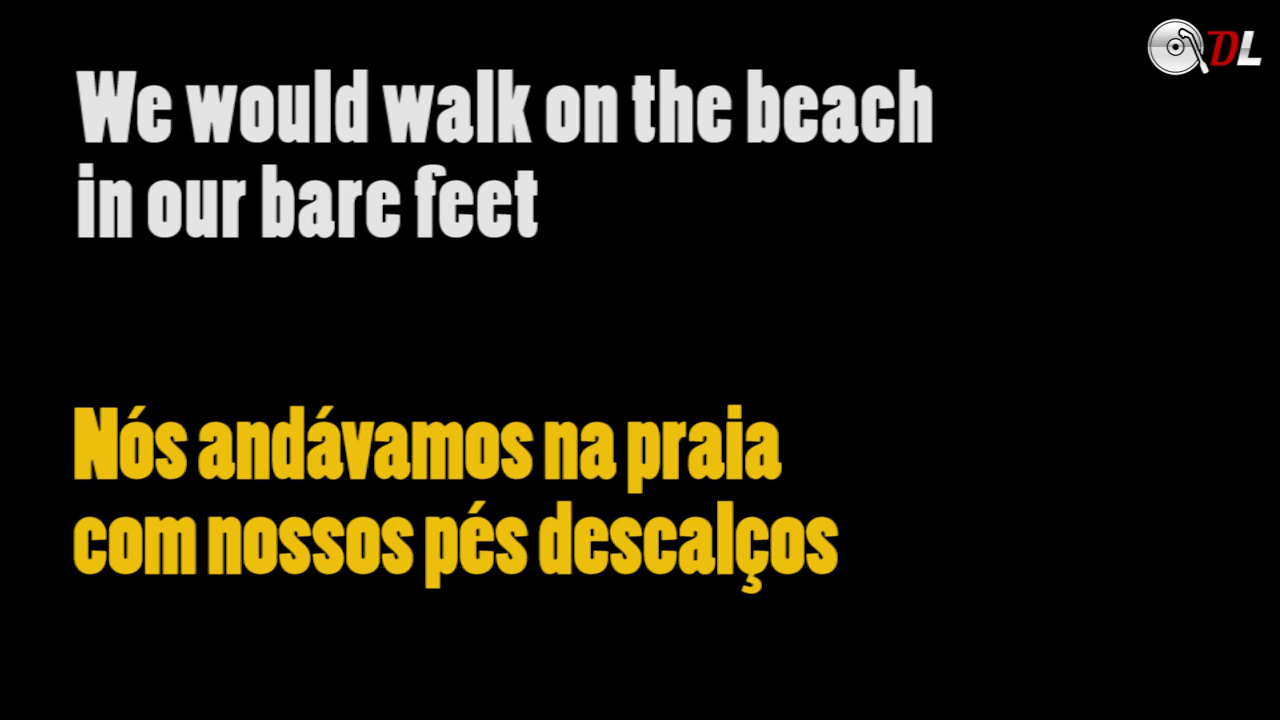 DL
We would walk on the beach
in our bare feet
Nós andávamos na praia
com nossos pés descalços